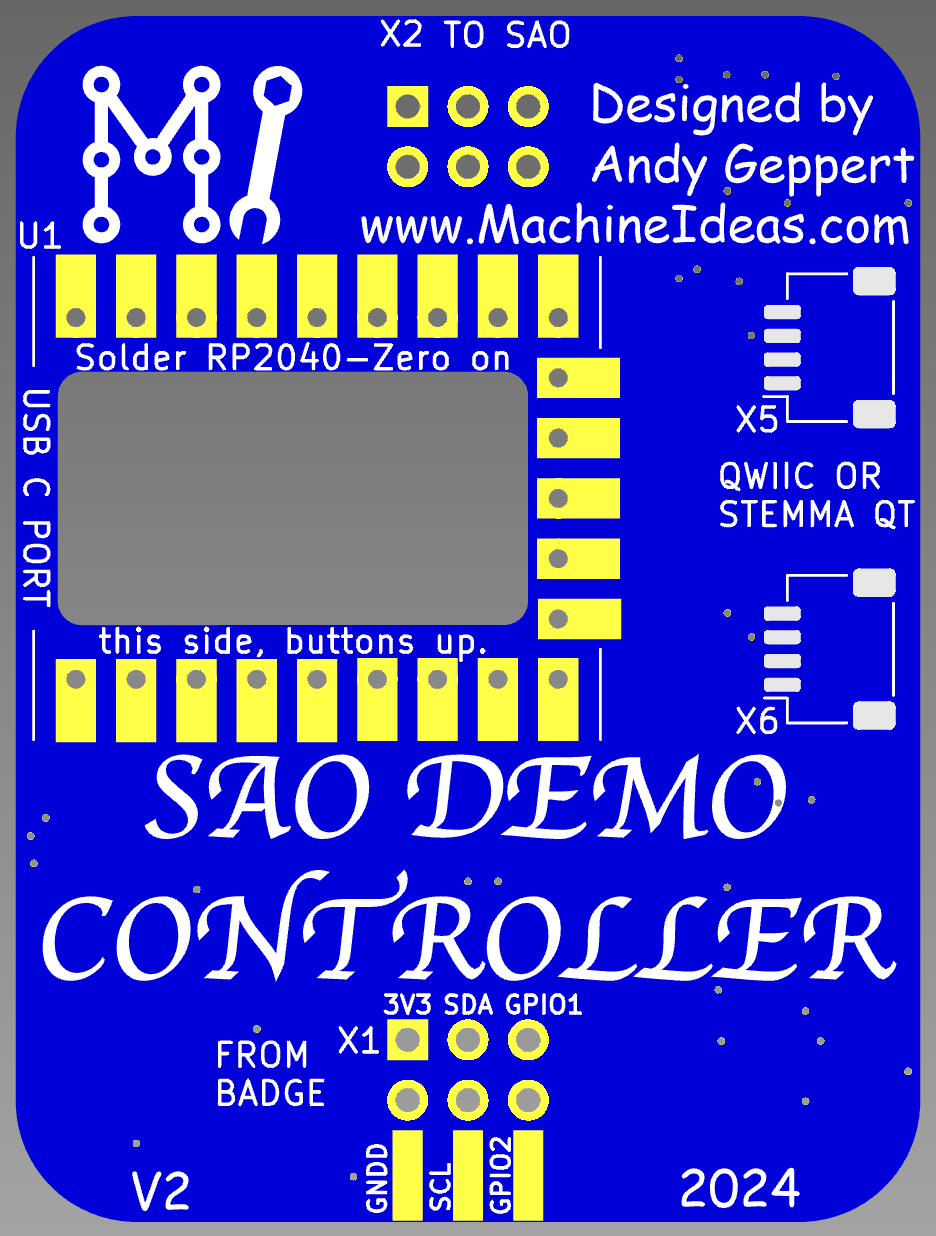 X2 TO SAO
Designed by
Andy Geppert
www.MachineIdeas.com
U1
Solder RP2040-Zero on
USB C PORT
this side, buttons up.
X5
QWIIC OR
STEMMA QT
X6
SAO DEMO
CONTROLLER
3V3 SDA GPIO1
X1
FROM
BADGE
GNDD SCL GPIO2
V2
2024